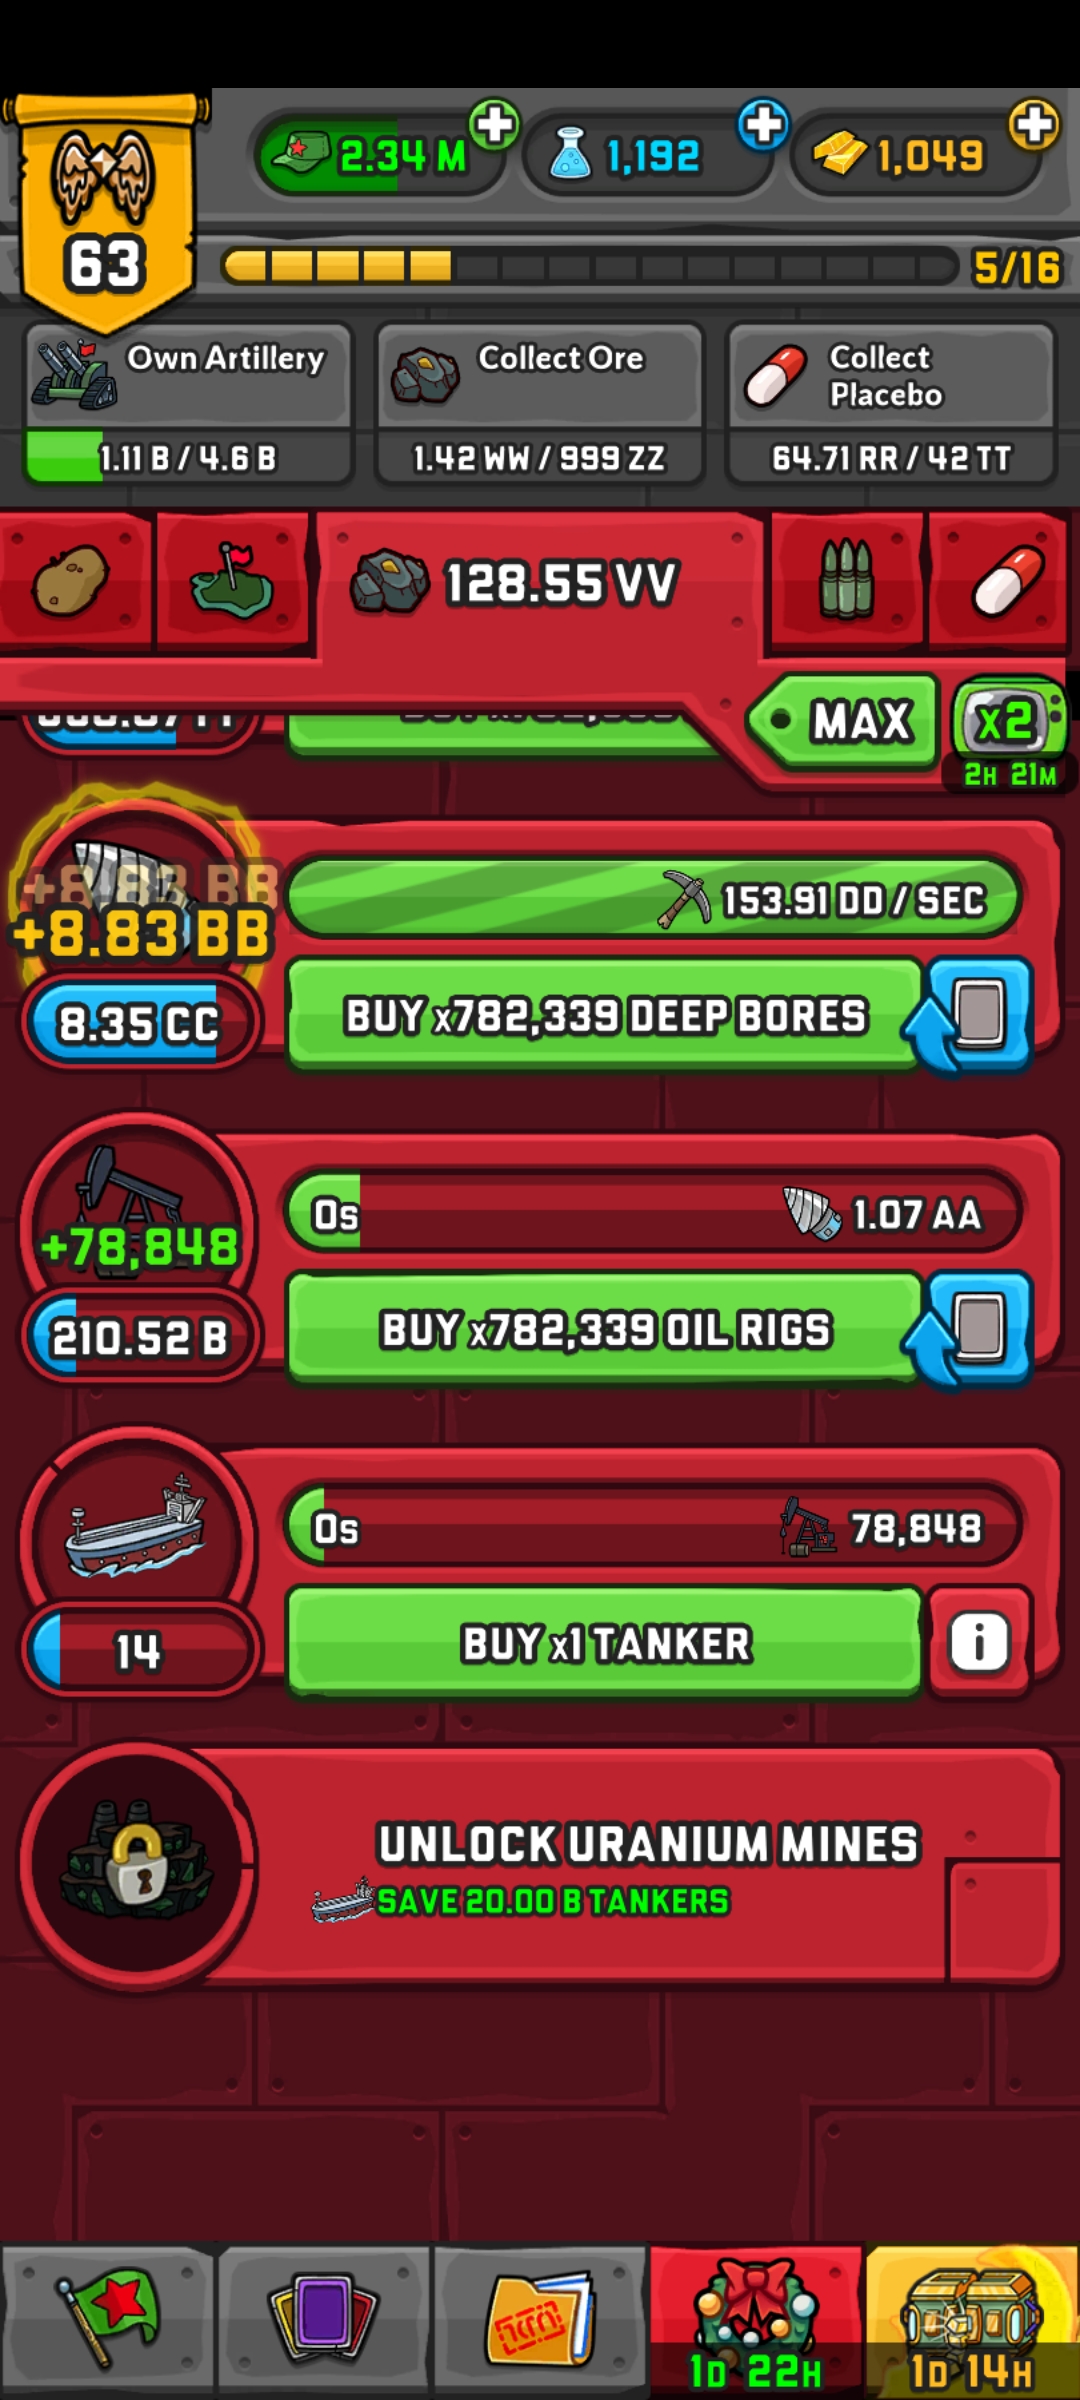 2.34 M
1,192
1,049
63
5/16
Own Artillery
1.11 B / 4.6 B
Collect Ore
1.42 WW / 999 ZZ
Collect
Placebo
64.71 RR / 42 TT
128.55 VV
MAX
x2
2H 21M
+8.83 BB
+8.83 BB
153.91 DD / SEC
8.35 CC
BUY x782,339 DEEP BORES
+78,848
0s
1.07 AA
210.52 B
BUY x782,339 OIL RIGS
0s
78,848
14
BUY x1 TANKER
i
UNLOCK URANIUM MINES
SAVE 20.00 B TANKERS
1D 22H
1D 14H